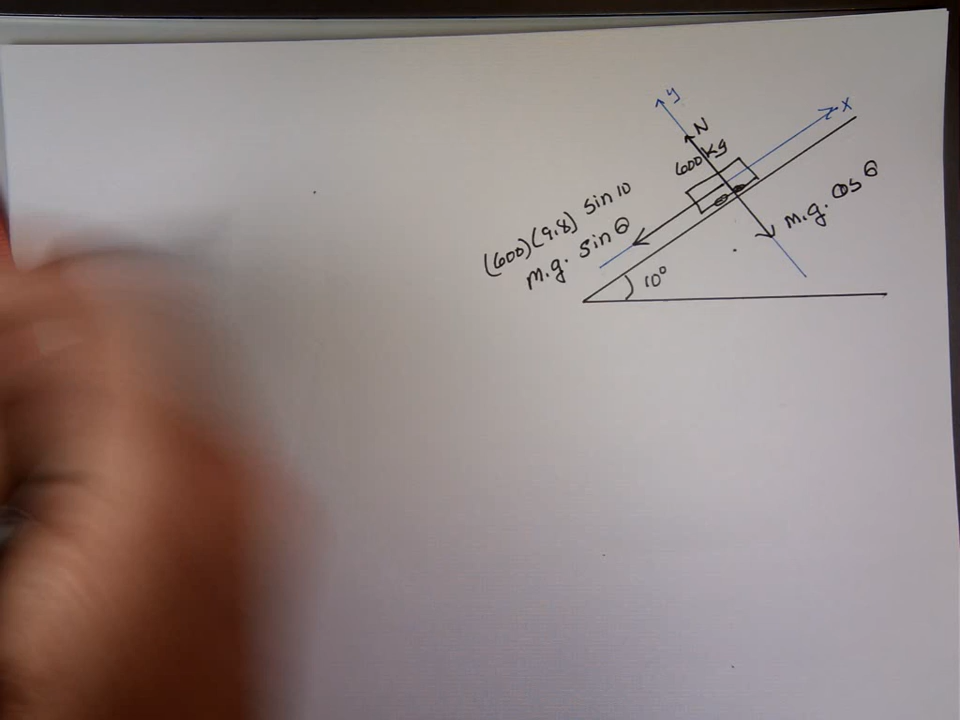 y
x
N
600 kg
(600)(9.8) sin 10
m.g. sin θ
m.g. cos θ
10°